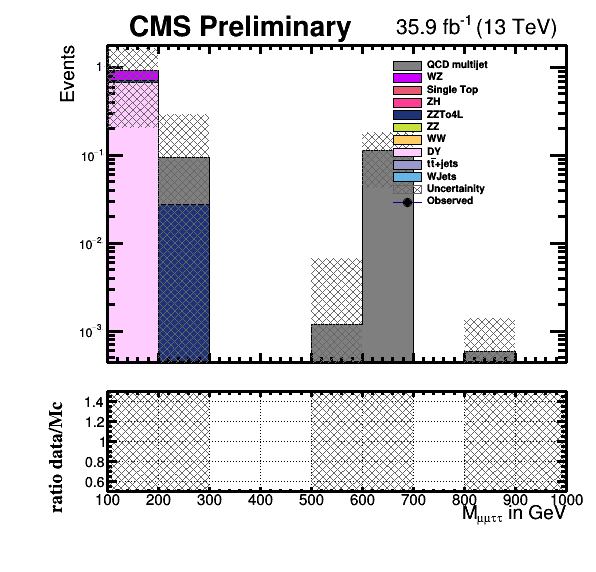 CMS Preliminary
35.9 fb⁻¹ (13 TeV)
Events
1
10⁻¹
10⁻²
10⁻³
QCD multijet
WZ
Single Top
ZH
ZZTo4L
ZZ
WW
DY
tt̄+jets
WJets
Uncertainity
Observed
ratio data/Mc
1.4
1.2
1
0.8
0.6
100 200 300 400 500 600 700 800 900 1000
M_μμττ in GeV